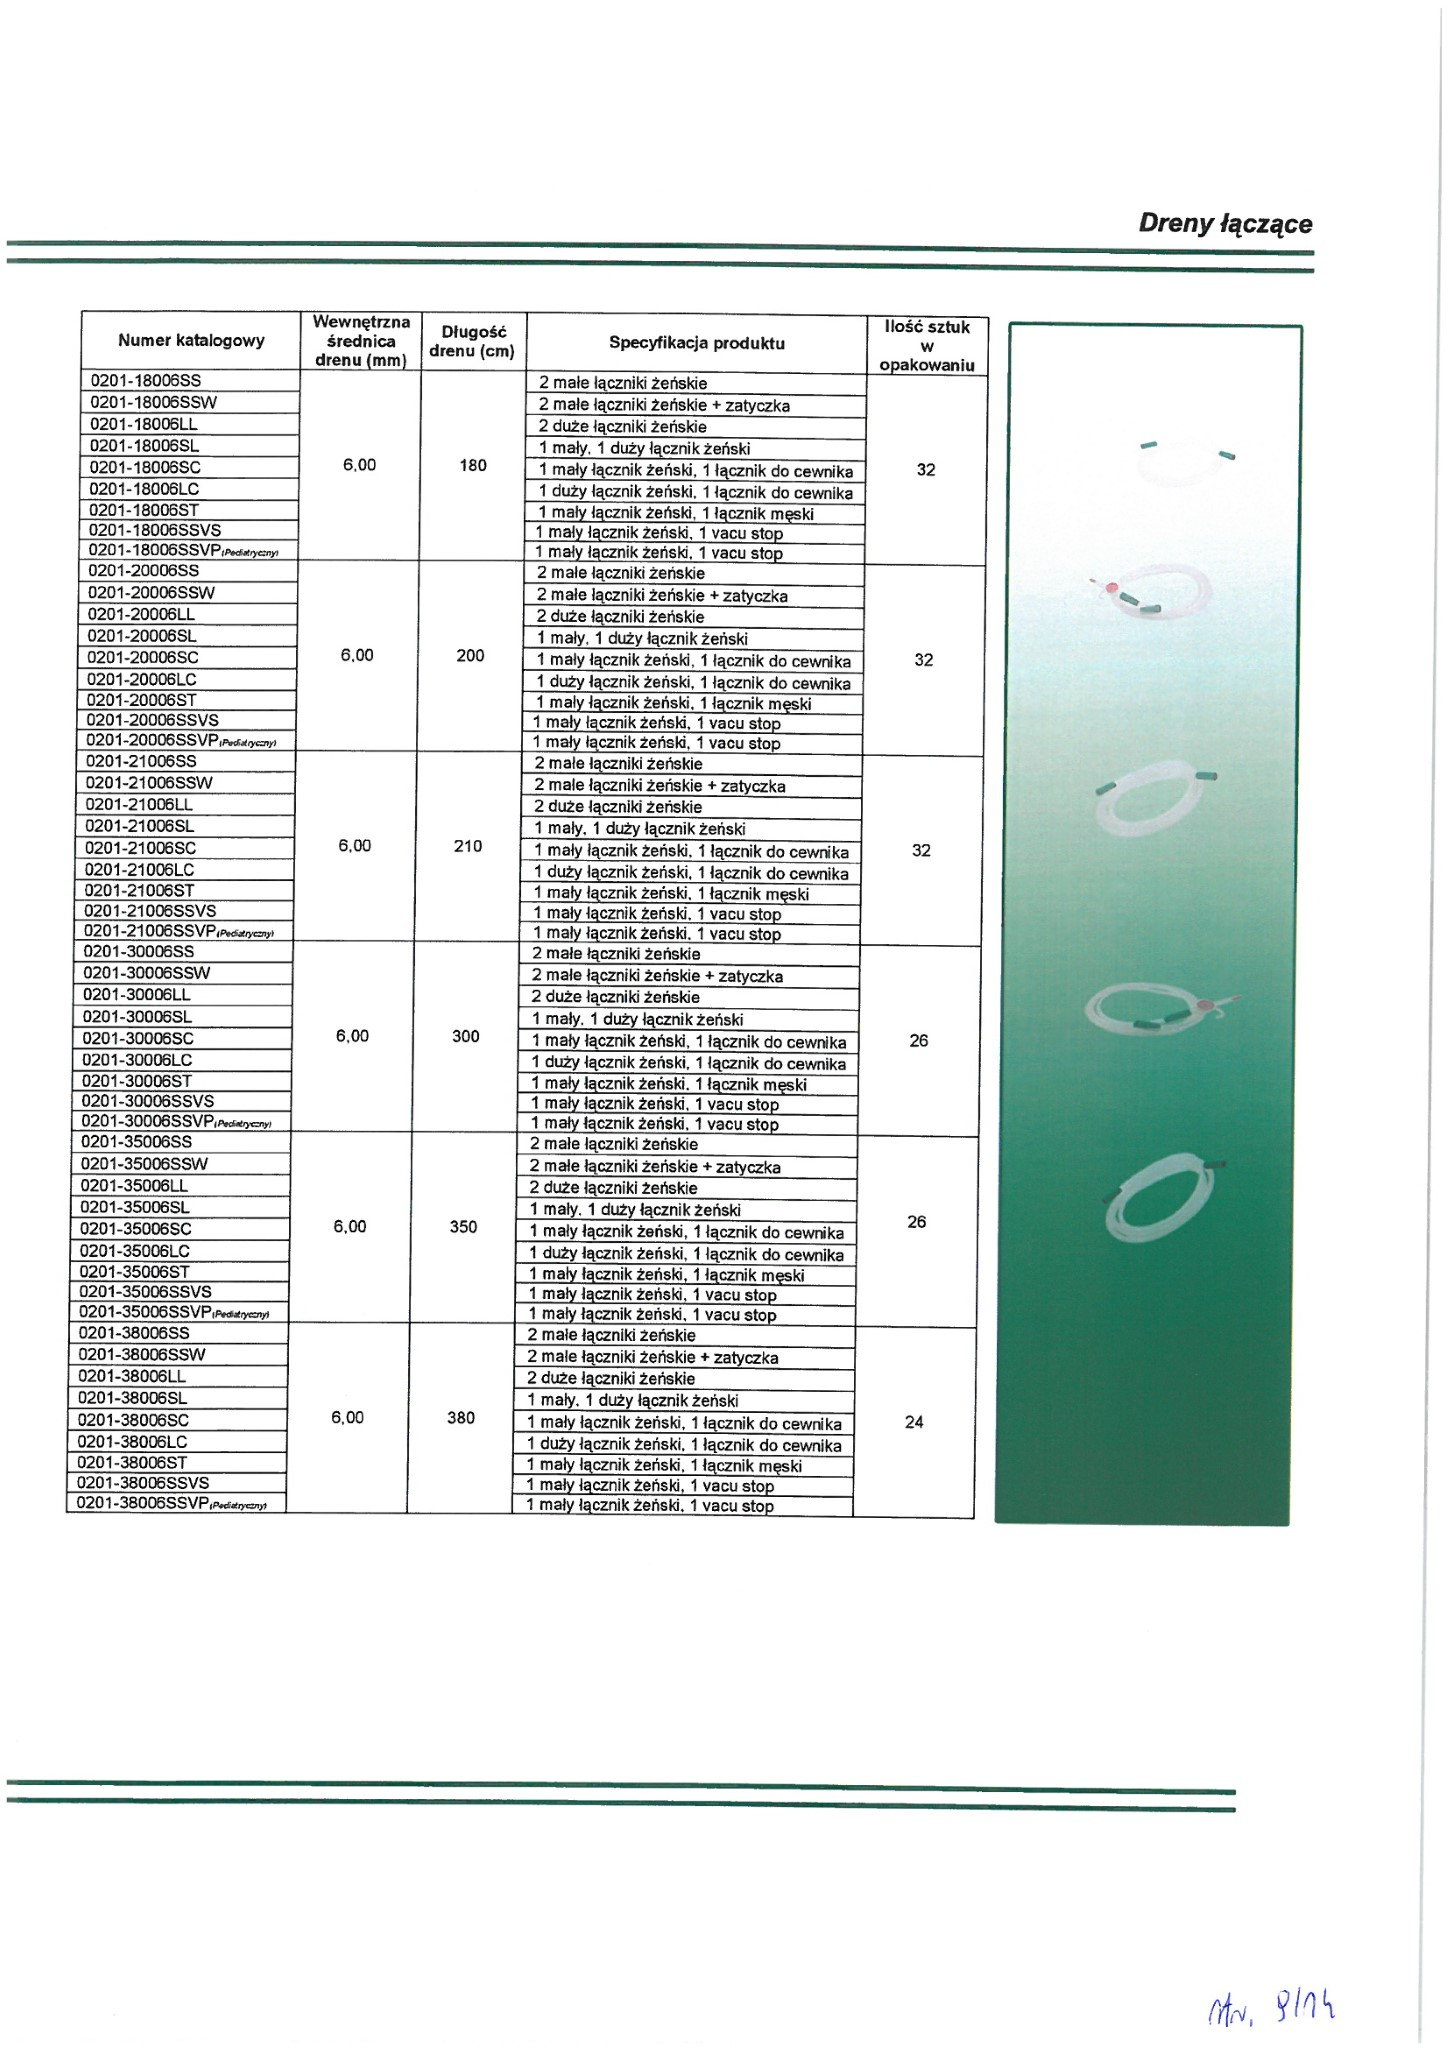 Dreny łączące
Numer katalogowy Wewnętrzna średnica drenu (mm) Długość drenu (cm) Specyfikacja produktu Ilość sztuk w opakowaniu
0201-18006SS 6,00 180 2 małe łączniki żeńskie 32
0201-18006SSW 2 małe łączniki żeńskie + zatyczka
0201-18006LL 2 duże łączniki żeńskie
0201-18006SL 1 mały, 1 duży łącznik żeński
0201-18006SC 1 mały łącznik żeński, 1 łącznik do cewnika
0201-18006LC 1 duży łącznik żeński, 1 łącznik do cewnika
0201-18006ST 1 mały łącznik żeński, 1 łącznik męski
0201-18006SSVS 1 mały łącznik żeński, 1 vacu stop
0201-18006SSVP (Pediatryczny) 1 mały łącznik żeński, 1 vacu stop
0201-20006SS 6,00 200 2 małe łączniki żeńskie 32
0201-20006SSW 2 małe łączniki żeńskie + zatyczka
0201-20006LL 2 duże łączniki żeńskie
0201-20006SL 1 mały, 1 duży łącznik żeński
0201-20006SC 1 mały łącznik żeński, 1 łącznik do cewnika
0201-20006LC 1 duży łącznik żeński, 1 łącznik do cewnika
0201-20006ST 1 mały łącznik żeński, 1 łącznik męski
0201-20006SSVS 1 mały łącznik żeński, 1 vacu stop
0201-20006SSVP (Pediatryczny) 1 mały łącznik żeński, 1 vacu stop
0201-21006SS 6,00 210 2 małe łączniki żeńskie 32
0201-21006SSW 2 małe łączniki żeńskie + zatyczka
0201-21006LL 2 duże łączniki żeńskie
0201-21006SL 1 mały, 1 duży łącznik żeński
0201-21006SC 1 mały łącznik żeński, 1 łącznik do cewnika
0201-21006LC 1 duży łącznik żeński, 1 łącznik do cewnika
0201-21006ST 1 mały łącznik żeński, 1 łącznik męski
0201-21006SSVS 1 mały łącznik żeński, 1 vacu stop
0201-21006SSVP (Pediatryczny) 1 mały łącznik żeński, 1 vacu stop
0201-30006SS 6,00 300 2 małe łączniki żeńskie 26
0201-30006SSW 2 małe łączniki żeńskie + zatyczka
0201-30006LL 2 duże łączniki żeńskie
0201-30006SL 1 mały, 1 duży łącznik żeński
0201-30006SC 1 mały łącznik żeński, 1 łącznik do cewnika
0201-30006LC 1 duży łącznik żeński, 1 łącznik do cewnika
0201-30006ST 1 mały łącznik żeński, 1 łącznik męski
0201-30006SSVS 1 mały łącznik żeński, 1 vacu stop
0201-30006SSVP (Pediatryczny) 1 mały łącznik żeński, 1 vacu stop
0201-35006SS 6,00 350 2 małe łączniki żeńskie 26
0201-35006SSW 2 małe łączniki żeńskie + zatyczka
0201-35006LL 2 duże łączniki żeńskie
0201-35006SL 1 mały, 1 duży łącznik żeński
0201-35006SC 1 mały łącznik żeński, 1 łącznik do cewnika
0201-35006LC 1 duży łącznik żeński, 1 łącznik do cewnika
0201-35006ST 1 mały łącznik żeński, 1 łącznik męski
0201-35006SSVS 1 mały łącznik żeński, 1 vacu stop
0201-35006SSVP (Pediatryczny) 1 mały łącznik żeński, 1 vacu stop
0201-38006SS 6,00 380 2 małe łączniki żeńskie 24
0201-38006SSW 2 małe łączniki żeńskie + zatyczka
0201-38006LL 2 duże łączniki żeńskie
0201-38006SL 1 mały, 1 duży łącznik żeński
0201-38006SC 1 mały łącznik żeński, 1 łącznik do cewnika
0201-38006LC 1 duży łącznik żeński, 1 łącznik do cewnika
0201-38006ST 1 mały łącznik żeński, 1 łącznik męski
0201-38006SSVS 1 mały łącznik żeński, 1 vacu stop
0201-38006SSVP (Pediatryczny) 1 mały łącznik żeński, 1 vacu stop